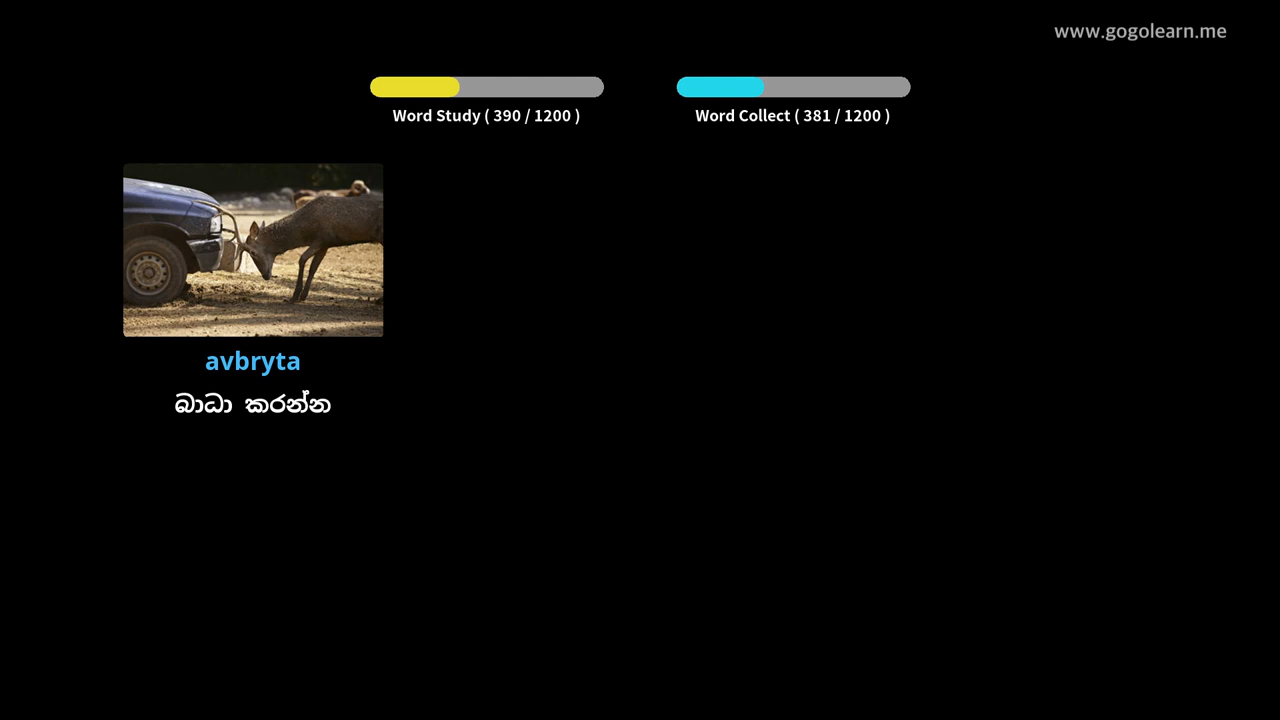 www.gogolearn.me
Word Study ( 390 / 1200 )
Word Collect ( 381 / 1200 )
avbryta
බාධා කරන්න